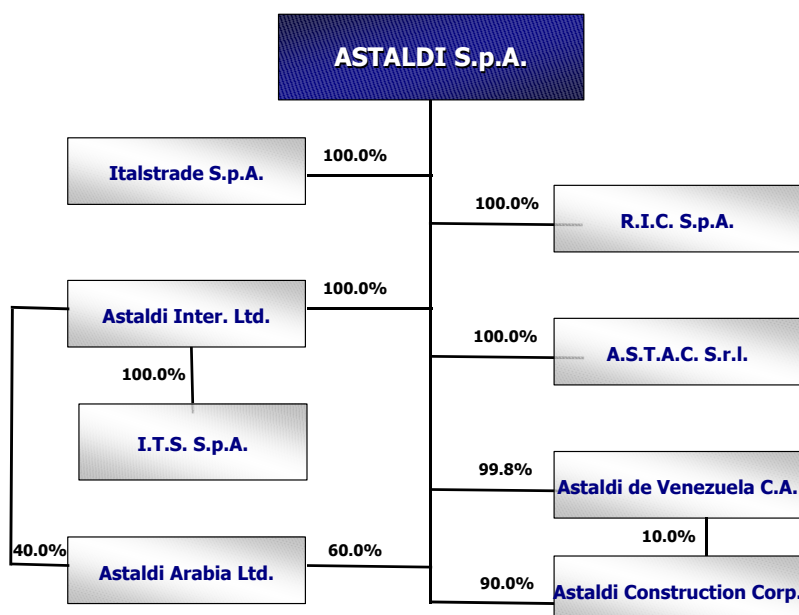 ASTALDI S.p.A.
100.0%
Italstrade S.p.A.
100.0%
R.I.C. S.p.A.
100.0%
Astaldi Inter. Ltd.
100.0%
A.S.T.A.C. S.r.l.
100.0%
I.T.S. S.p.A.
99.8%
Astaldi de Venezuela C.A.
10.0%
40.0%
Astaldi Arabia Ltd.
60.0%
90.0%
Astaldi Construction Corp.